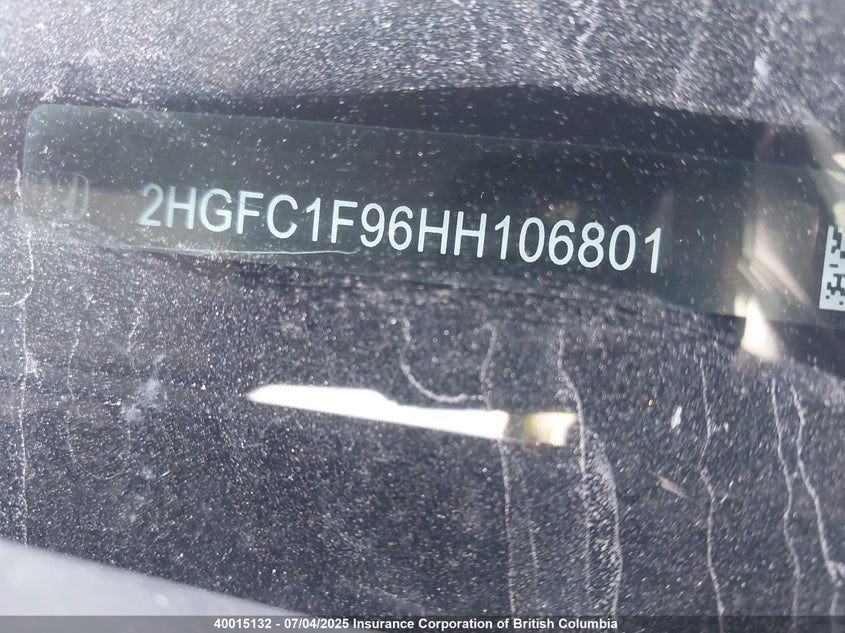 2HGFC1F96HH106801
40015132 - 07/04/2025 Insurance Corporation of British Columbia